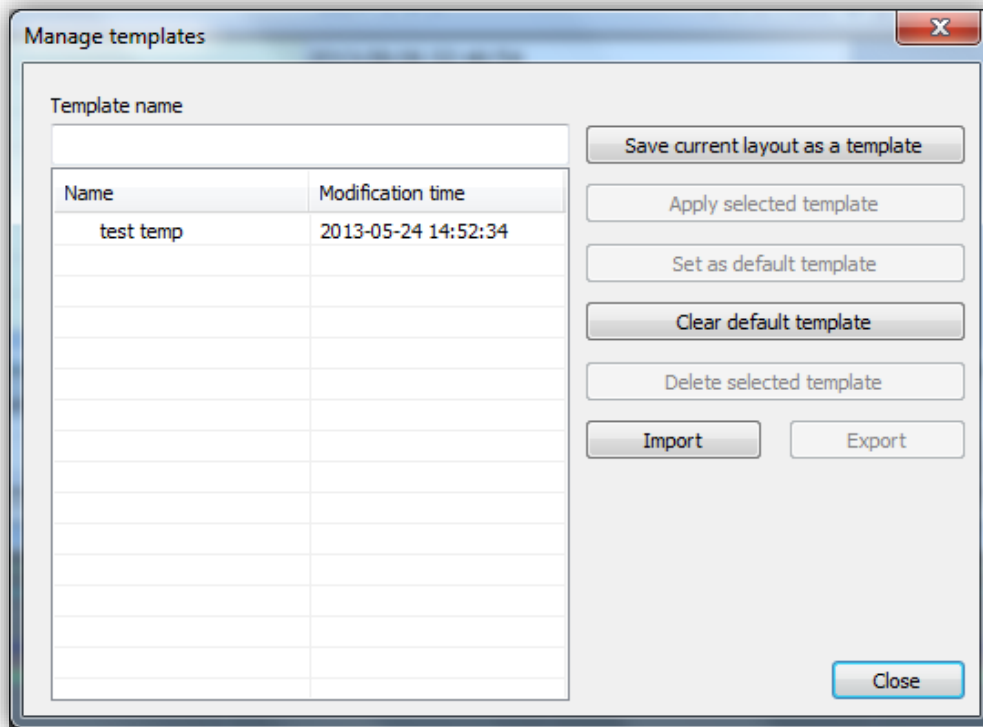 Manage templates
X
Template name
Save current layout as a template
Name Modification time
Apply selected template
test temp 2013-05-24 14:52:34
Set as default template
Clear default template
Delete selected template
Import Export
Close